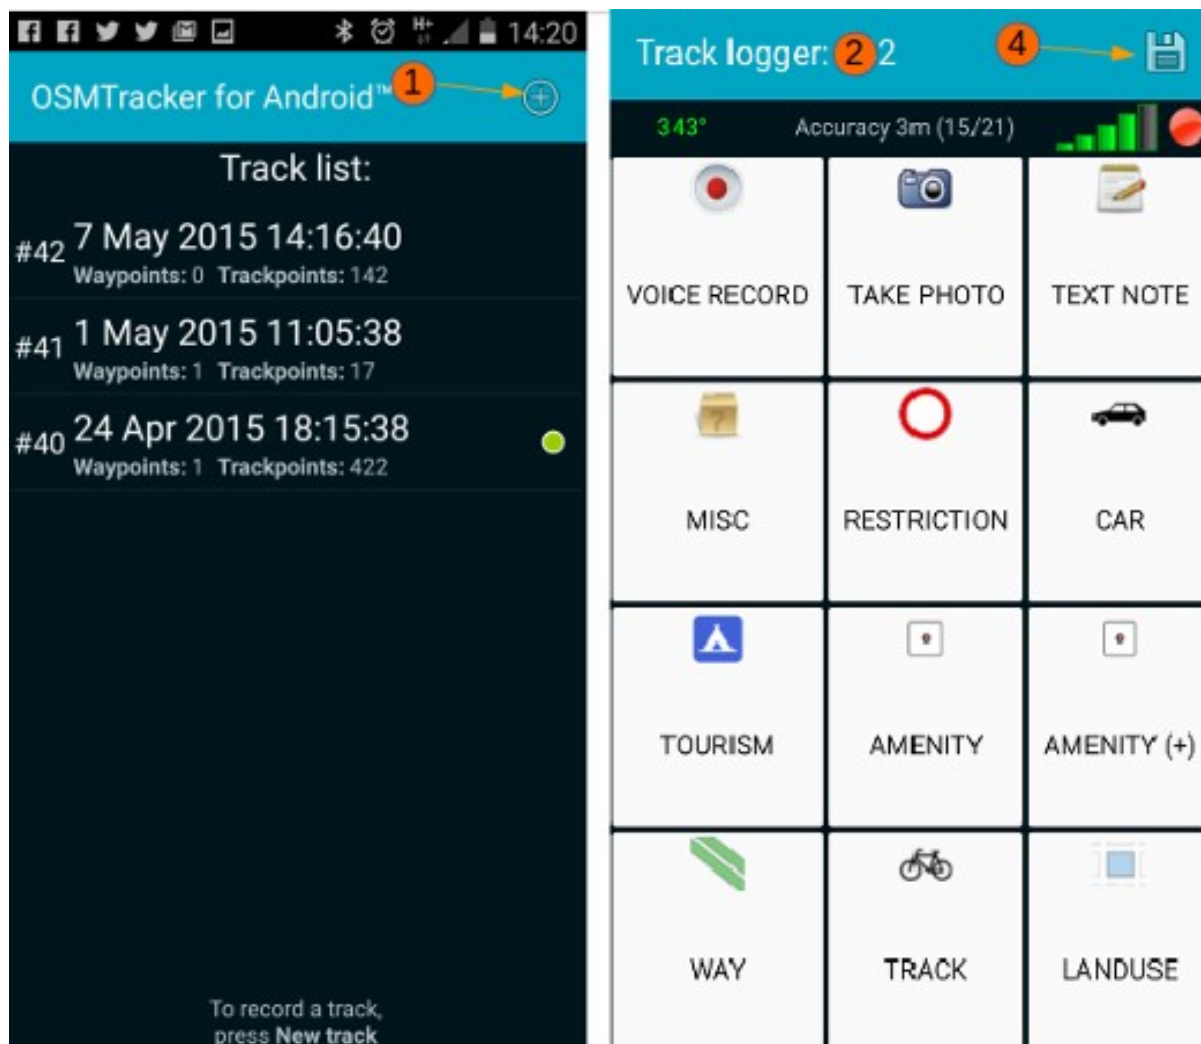 14:20
OSMTracker for Android™
1
Track list:
#42
7 May 2015 14:16:40
Waypoints: 0 Trackpoints: 142
#41
1 May 2015 11:05:38
Waypoints: 1 Trackpoints: 17
#40
24 Apr 2015 18:15:38
Waypoints: 1 Trackpoints: 422
To record a track,
press New track
Track logger: 2 2
4
343° Accuracy 3m (15/21)
VOICE RECORD TAKE PHOTO TEXT NOTE
MISC RESTRICTION CAR
TOURISM AMENITY AMENITY (+)
WAY TRACK LANDUSE